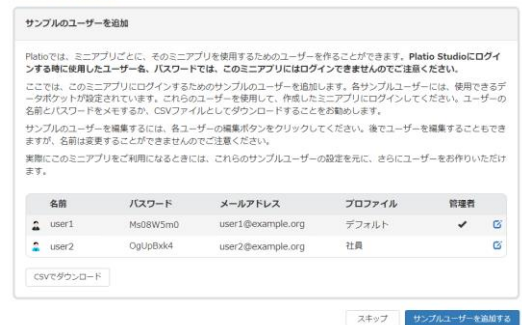 サンプルのユーザーを追加
Platioでは、ミニアプリごとに、そのミニアプリを使用するためのユーザーを作ることができます。Platio Studioにログイ
ンする時に使用したユーザー名、パスワードでは、このミニアプリにはログインできませんのでご注意ください。
ここでは、このミニアプリにログインするためのサンプルのユーザーを追加します。各サンプルユーザーには、使用できるデ
ータポケットが設定されています。これらのユーザーを使用して、作成したミニアプリにログインしてください。ユーザーの
名前とパスワードをメモするか、CSVファイルとしてダウンロードすることをお勧めします。
サンプルのユーザーを編集するには、各ユーザーの編集ボタンをクリックしてください。後でユーザーを編集することもでき
ますが、名前は変更することができませんのでご注意ください。
実際にこのミニアプリをご利用になるときには、これらのサンプルユーザーの設定を元に、さらにユーザーをお作りいただけ
ます。
名前 パスワード メールアドレス プロファイル 管理者
user1 Ms08W5m0 user1@example.org デフォルト ✔
user2 OgUpBxk4 user2@example.org 社員
CSVでダウンロード
スキップ サンプルユーザーを追加する